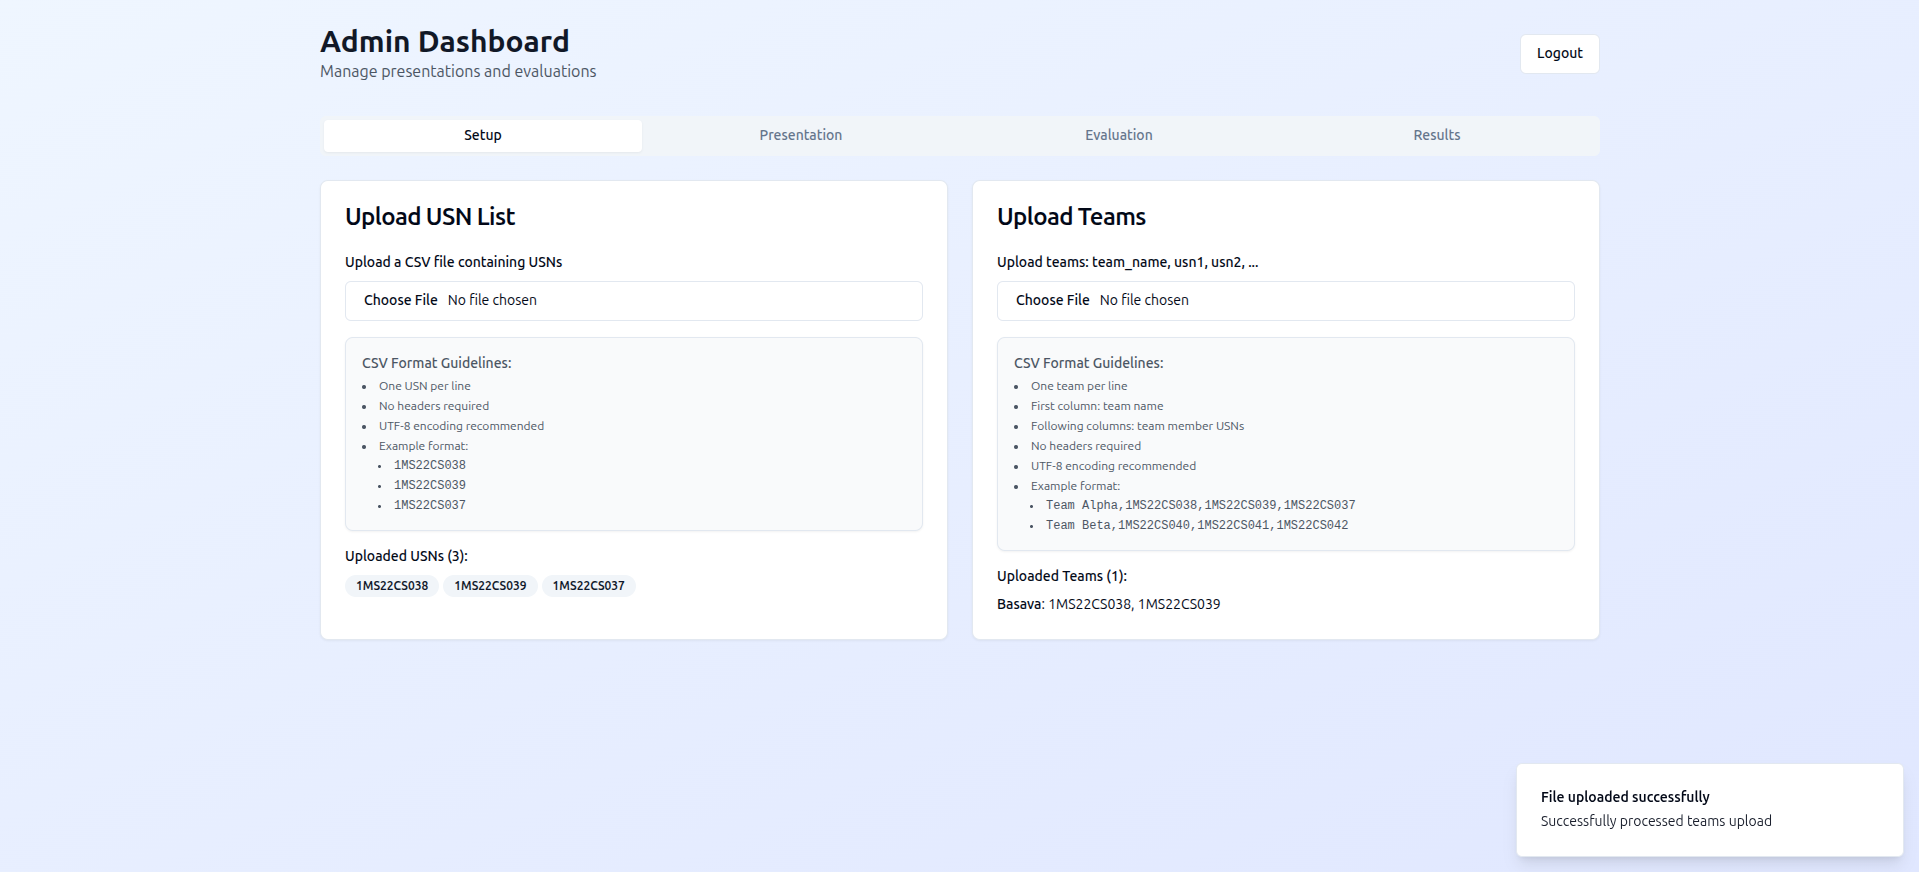 Admin Dashboard
Manage presentations and evaluations
Logout
Setup
Presentation
Evaluation
Results
Upload USN List
Upload a CSV file containing USNs
Choose File No file chosen
CSV Format Guidelines:
• One USN per line
• No headers required
• UTF-8 encoding recommended
• Example format:
• 1MS22CS038
• 1MS22CS039
• 1MS22CS037
Uploaded USNs (3):
1MS22CS038 1MS22CS039 1MS22CS037
Upload Teams
Upload teams: team_name, usn1, usn2, ...
Choose File No file chosen
CSV Format Guidelines:
• One team per line
• First column: team name
• Following columns: team member USNs
• No headers required
• UTF-8 encoding recommended
• Example format:
• Team Alpha,1MS22CS038,1MS22CS039,1MS22CS037
• Team Beta,1MS22CS040,1MS22CS041,1MS22CS042
Uploaded Teams (1):
Basava: 1MS22CS038, 1MS22CS039
File uploaded successfully
Successfully processed teams upload